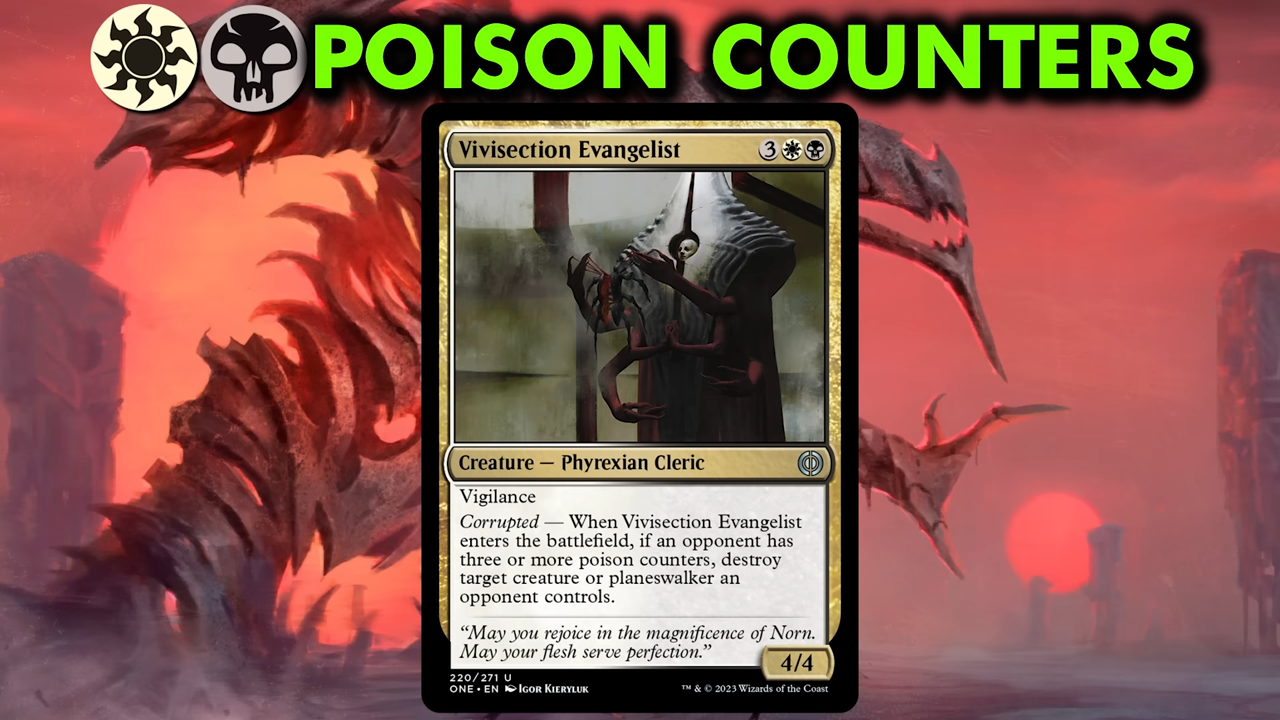 POISON COUNTERS
Vivisection Evangelist 3
Creature — Phyrexian Cleric
Vigilance
Corrupted — When Vivisection Evangelist
enters the battlefield, if an opponent has
three or more poison counters, destroy
target creature or planeswalker an
opponent controls.
“May you rejoice in the magnificence of Norn.
May your flesh serve perfection.”
4/4
220/271 U
ONE • EN Igor Kieryluk
™ & © 2023 Wizards of the Coast